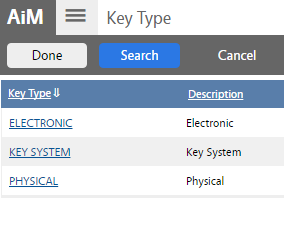 AiM Key Type
Done Search Cancel
Key Type⇓ Description
ELECTRONIC Electronic
KEY SYSTEM Key System
PHYSICAL Physical